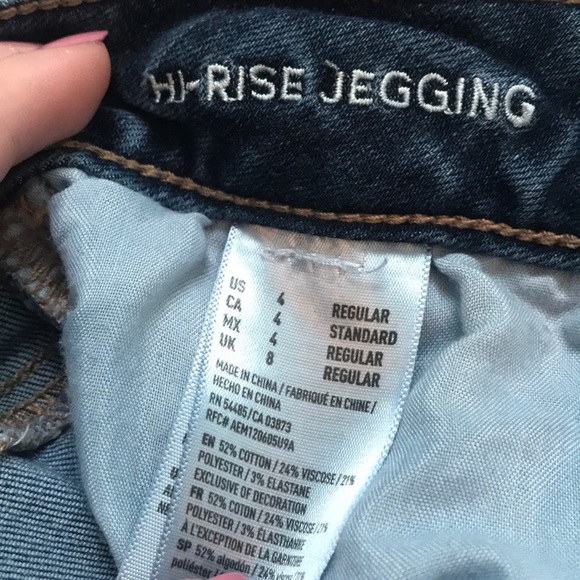 HI-RISE JEGGING
US 4 REGULAR
CA 4 STANDARD
MX 4 REGULAR
UK 8 REGULAR
MADE IN CHINA / FABRIQUÉ EN CHINE /
HECHO EN CHINA
RN 54485 / CA 03873
RFC# AEM120605U9A
EN 52% COTTON / 24% VISCOSE / 21%
POLYESTER / 3% ELASTANE
EXCLUSIVE OF DECORATION
FR 52% COTON / 24% VISCOSE / 21%
POLYESTER / 3% ÉLASTHANNE
À L'EXCEPTION DE LA GARNITURE
SP 52% algodón / 24%